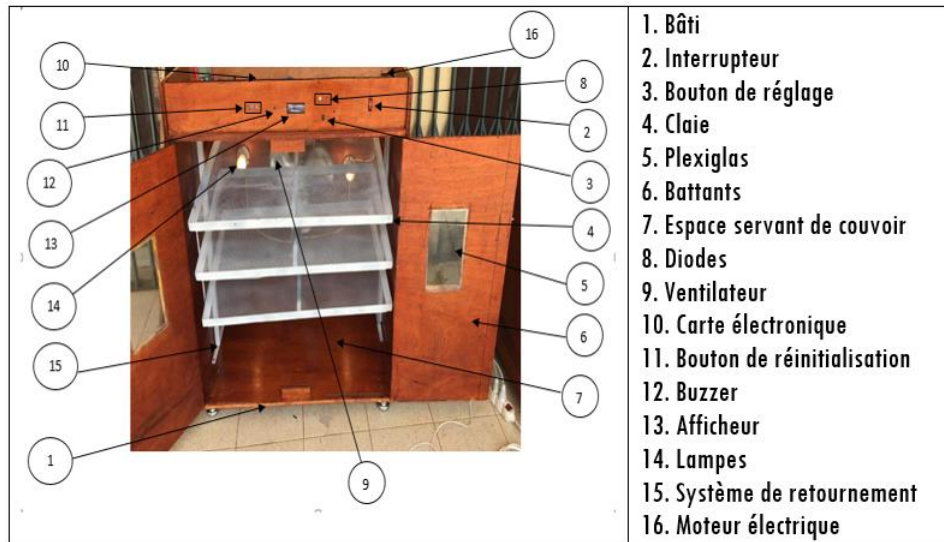 16
10
8
11
2
12
3
13
4
14
5
6
15
7
1
9
1. Bâti
2. Interrupteur
3. Bouton de réglage
4. Claie
5. Plexiglas
6. Battants
7. Espace servant de couvoir
8. Diodes
9. Ventilateur
10. Carte électronique
11. Bouton de réinitialisation
12. Buzzer
13. Afficheur
14. Lampes
15. Système de retournement
16. Moteur électrique